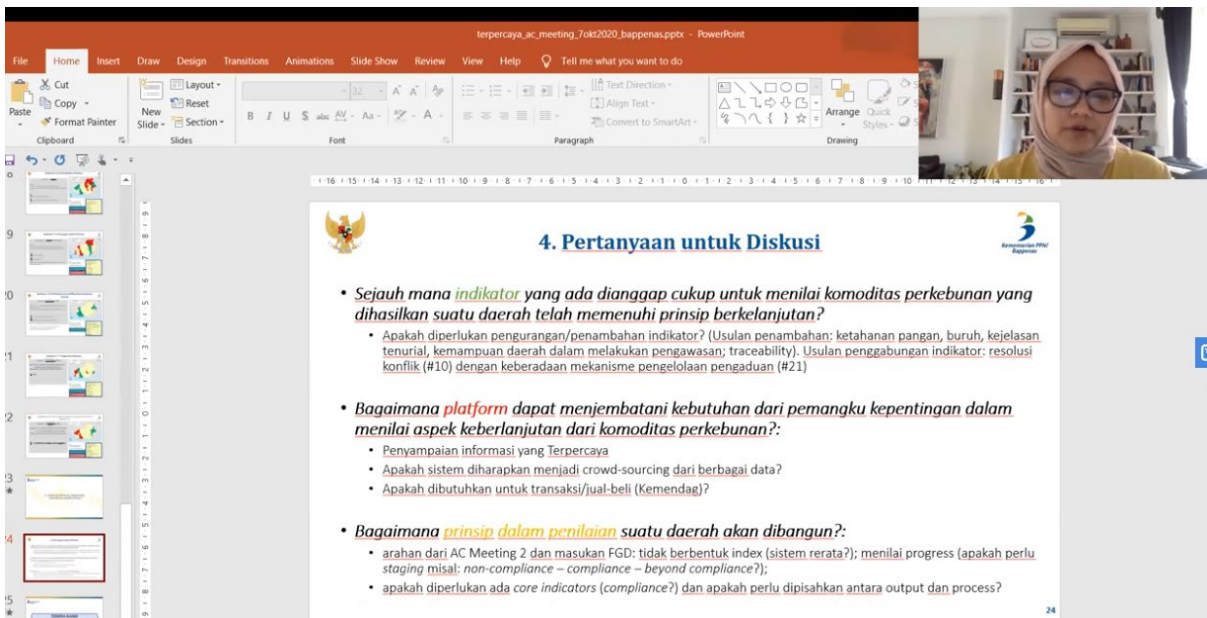 terpercaya_ac_meeting_7okt2020_bappenas.pptx - PowerPoint
File Home Insert Draw Design Transitions Animations Slide Show Review View Help Tell me what you want to do
Paste
Cut
Copy
Format Painter
Clipboard
New Slide
Layout
Reset
Section
Slides
32
Font
Text Direction
Align Text
Convert to SmartArt
Paragraph
Arrange
Quick Styles
Drawing
4. Pertanyaan untuk Diskusi
Kementerian PPN/
Bappenas
• Sejauh mana indikator yang ada dianggap cukup untuk menilai komoditas perkebunan yang
dihasilkan suatu daerah telah memenuhi prinsip berkelanjutan?
• Apakah diperlukan pengurangan/penambahan indikator? (Usulan penambahan: ketahanan pangan, buruh, kejelasan
tenurial, kemampuan daerah dalam melakukan pengawasan; traceability). Usulan penggabungan indikator: resolusi
konflik (#10) dengan keberadaan mekanisme pengelolaan pengaduan (#21)
• Bagaimana platform dapat menjembatani kebutuhan dari pemangku kepentingan dalam
menilai aspek keberlanjutan dari komoditas perkebunan?:
• Penyampaian informasi yang Terpercaya
• Apakah sistem diharapkan menjadi crowd-sourcing dari berbagai data?
• Apakah dibutuhkan untuk transaksi/jual-beli (Kemendag)?
• Bagaimana prinsip dalam penilaian suatu daerah akan dibangun?:
• arahan dari AC Meeting 2 dan masukan FGD: tidak berbentuk index (sistem rerata?); menilai progress (apakah perlu
staging misal: non-compliance – compliance – beyond compliance?);
• apakah diperlukan ada core indicators (compliance?) dan apakah perlu dipisahkan antara output dan process?
24